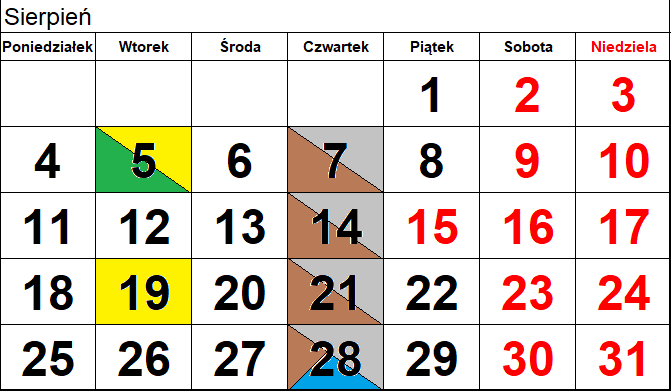 Sierpień
Poniedziałek Wtorek Środa Czwartek Piątek Sobota Niedziela
1 2 3
4 5 6 7 8 9 10
11 12 13 14 15 16 17
18 19 20 21 22 23 24
25 26 27 28 29 30 31